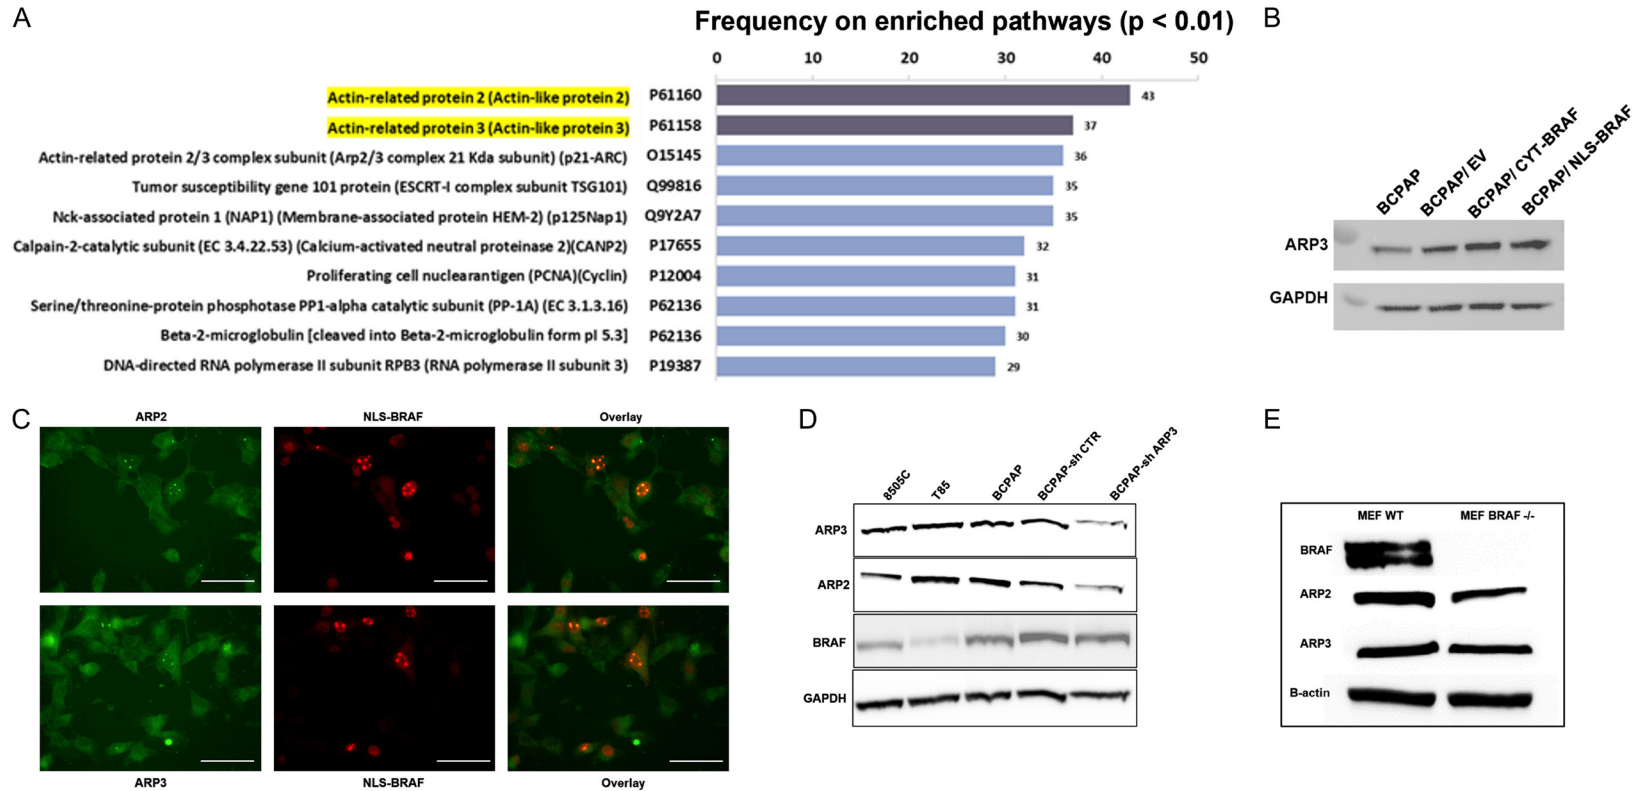 A
Frequency on enriched pathways (p < 0.01)
0 10 20 30 40 50
Actin-related protein 2 (Actin-like protein 2) P61160 43
Actin-related protein 3 (Actin-like protein 3) P61158 37
Actin-related protein 2/3 complex subunit (Arp2/3 complex 21 Kda subunit) (p21-ARC) O15145 36
Tumor susceptibility gene 101 protein (ESCRT-I complex subunit TSG101) Q99816 35
Nck-associated protein 1 (NAP1) (Membrane-associated protein HEM-2) (p125Nap1) Q9Y2A7 35
Calpain-2-catalytic subunit (EC 3.4.22.53) (Calcium-activated neutral proteinase 2)(CANP2) P17655 32
Proliferating cell nuclearantigen (PCNA)(Cyclin) P12004 31
Serine/threonine-protein phosphotase PP1-alpha catalytic subunit (PP-1A) (EC 3.1.3.16) P62136 31
Beta-2-microglobulin [cleaved into Beta-2-microglobulin form pI 5.3] P62136 30
DNA-directed RNA polymerase II subunit RPB3 (RNA polymerase II subunit 3) P19387 29
B
BCPAP
BCPAP/ EV
BCPAP/ CYT-BRAF
BCPAP/ NLS-BRAF
ARP3
GAPDH
C
ARP2 NLS-BRAF Overlay
ARP3 NLS-BRAF Overlay
D
8505C
T85
BCPAP
BCPAP-sh CTR
BCPAP-sh ARP3
ARP3
ARP2
BRAF
GAPDH
E
MEF WT MEF BRAF -/-
BRAF
ARP2
ARP3
B-actin